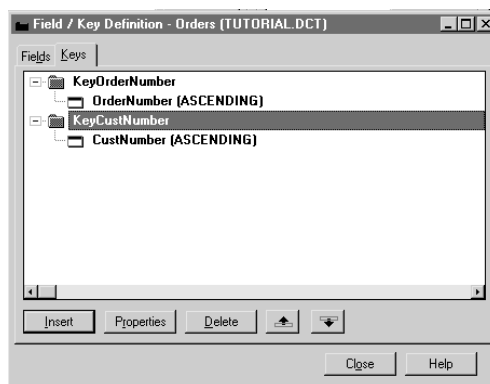 Field / Key Definition - Orders (TUTORIAL.DCT)
Fields Keys
KeyOrderNumber
OrderNumber (ASCENDING)
KeyCustNumber
CustNumber (ASCENDING)
Insert Properties Delete
Close Help